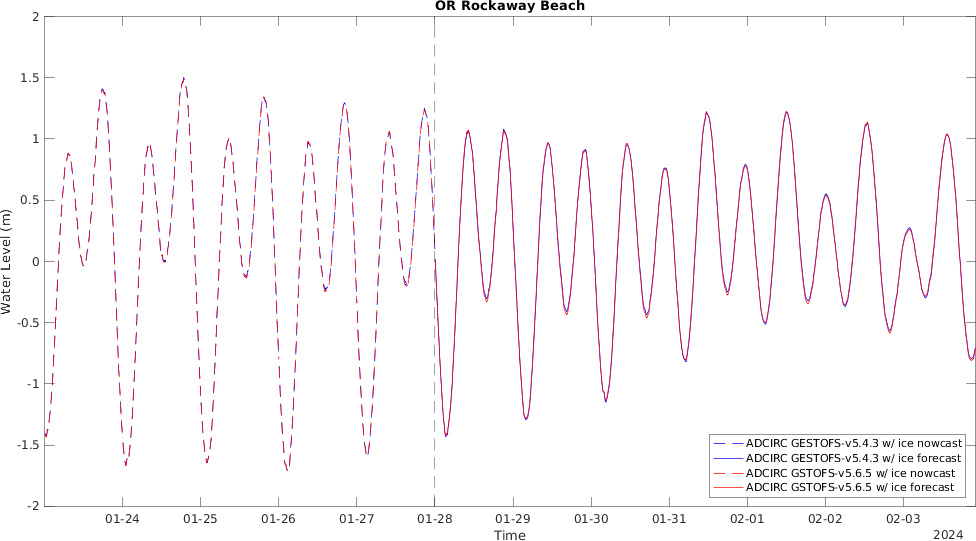 OR Rockaway Beach
2
1.5
1
0.5
0
-0.5
-1
-1.5
-2
Water Level (m)
ADCIRC GESTOFS-v5.4.3 w/ ice nowcast
ADCIRC GESTOFS-v5.4.3 w/ ice forecast
ADCIRC GSTOFS-v5.6.5 w/ ice nowcast
ADCIRC GSTOFS-v5.6.5 w/ ice forecast
01-24 01-25 01-26 01-27 01-28 01-29 01-30 01-31 02-01 02-02 02-03
Time
2024